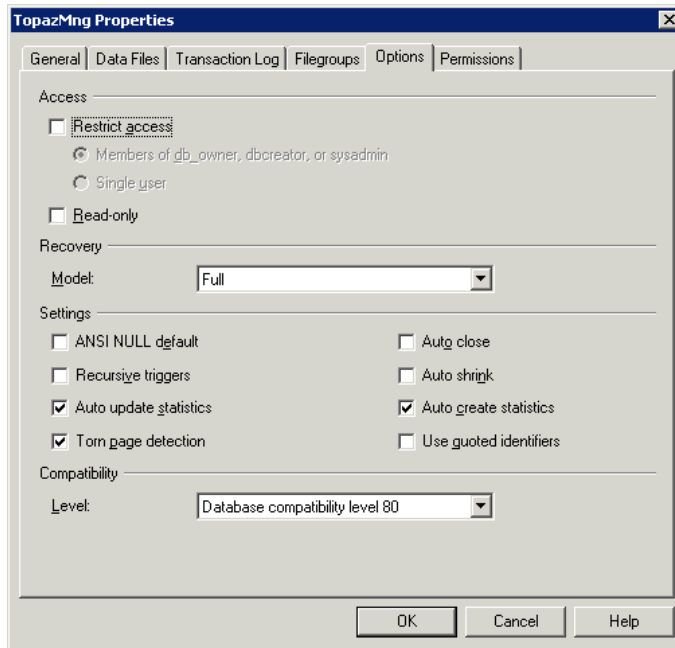 TopazMng Properties
General Data Files Transaction Log Filegroups Options Permissions
Access
Restrict access
Members of db_owner, dbcreator, or sysadmin
Single user
Read-only
Recovery
Model: Full
Settings
ANSI NULL default Auto close
Recursive triggers Auto shrink
Auto update statistics Auto create statistics
Torn page detection Use quoted identifiers
Compatibility
Level: Database compatibility level 80
OK Cancel Help